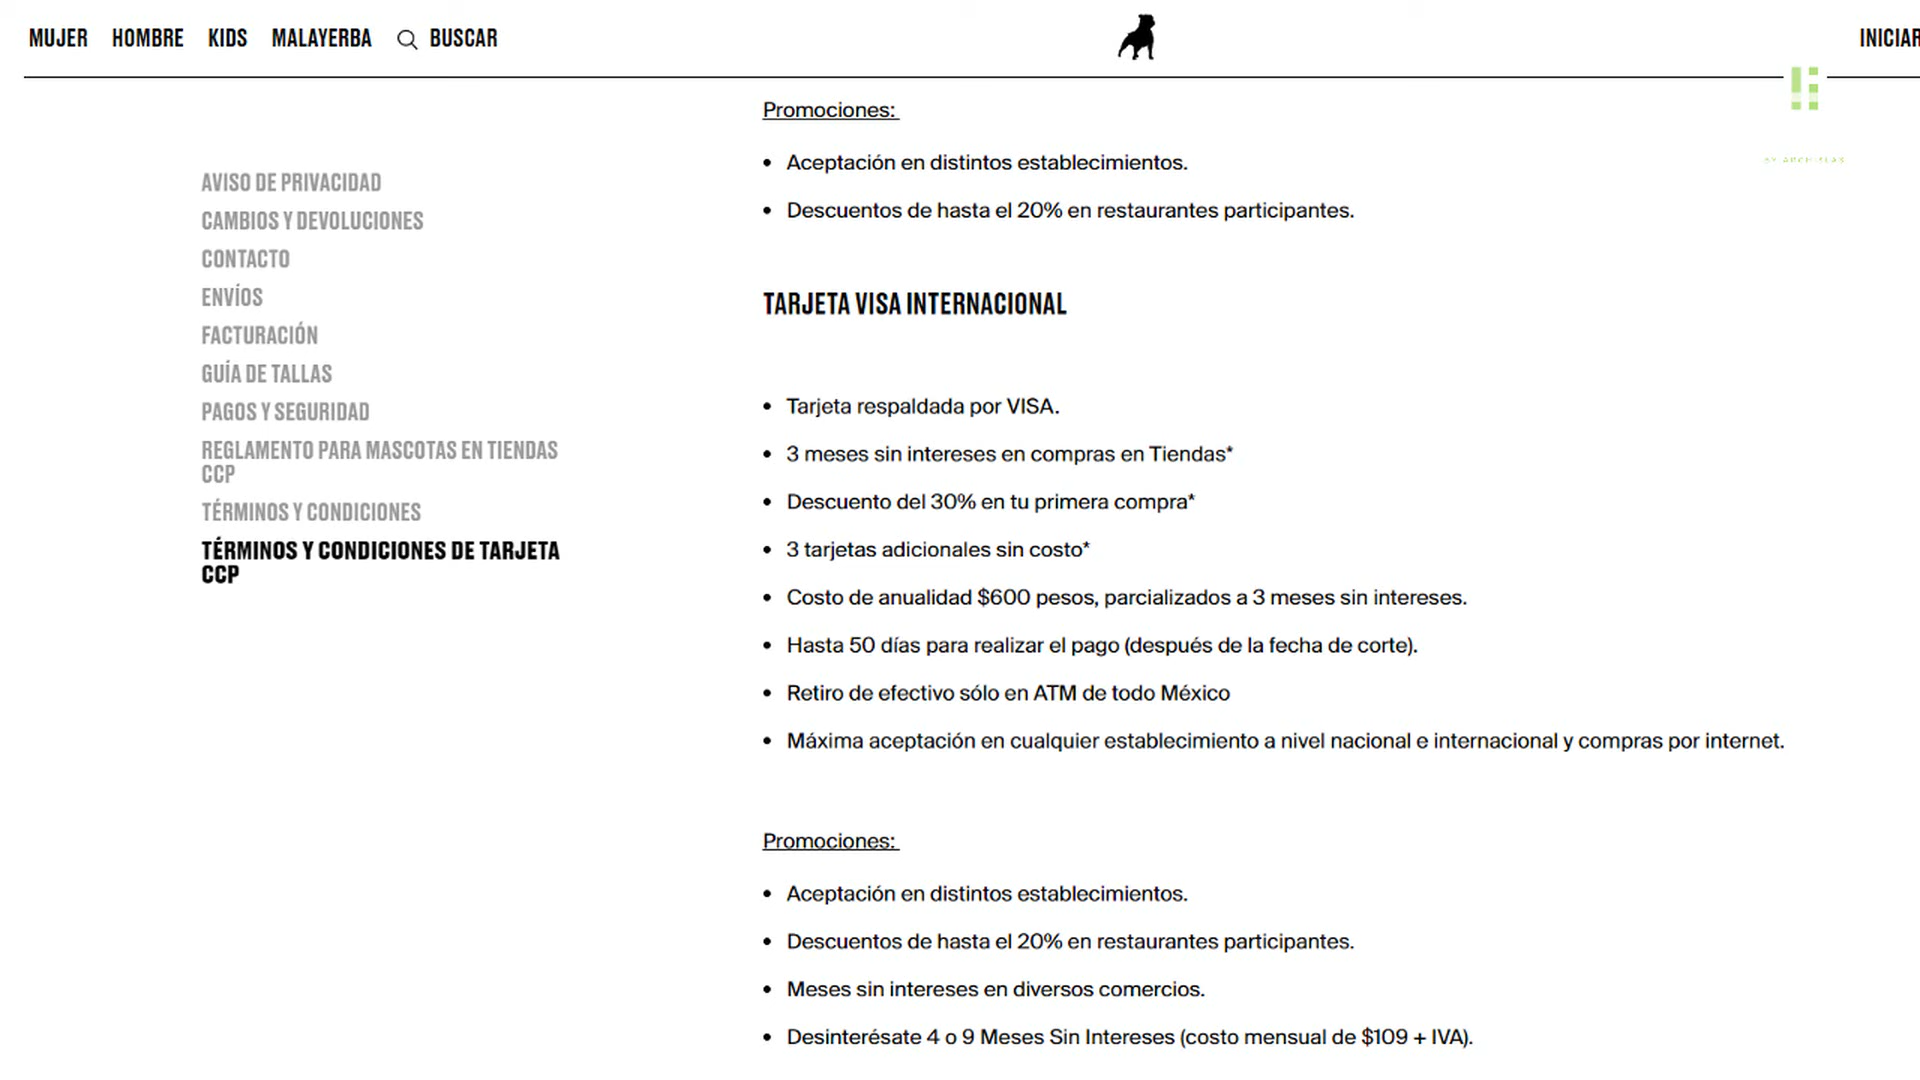 MUJER HOMBRE KIDS MALAYERBA BUSCAR INICIAR
AVISO DE PRIVACIDAD
CAMBIOS Y DEVOLUCIONES
CONTACTO
ENVÍOS
FACTURACIÓN
GUÍA DE TALLAS
PAGOS Y SEGURIDAD
REGLAMENTO PARA MASCOTAS EN TIENDAS
CCP
TÉRMINOS Y CONDICIONES
TÉRMINOS Y CONDICIONES DE TARJETA
CCP
Promociones:
Aceptación en distintos establecimientos.
Descuentos de hasta el 20% en restaurantes participantes.
TARJETA VISA INTERNACIONAL
Tarjeta respaldada por VISA.
3 meses sin intereses en compras en Tiendas*
Descuento del 30% en tu primera compra*
3 tarjetas adicionales sin costo*
Costo de anualidad $600 pesos, parcializados a 3 meses sin intereses.
Hasta 50 días para realizar el pago (después de la fecha de corte).
Retiro de efectivo sólo en ATM de todo México
Máxima aceptación en cualquier establecimiento a nivel nacional e internacional y compras por internet.
Promociones:
Aceptación en distintos establecimientos.
Descuentos de hasta el 20% en restaurantes participantes.
Meses sin intereses en diversos comercios.
Desinterésate 4 o 9 Meses Sin Intereses (costo mensual de $109 + IVA).